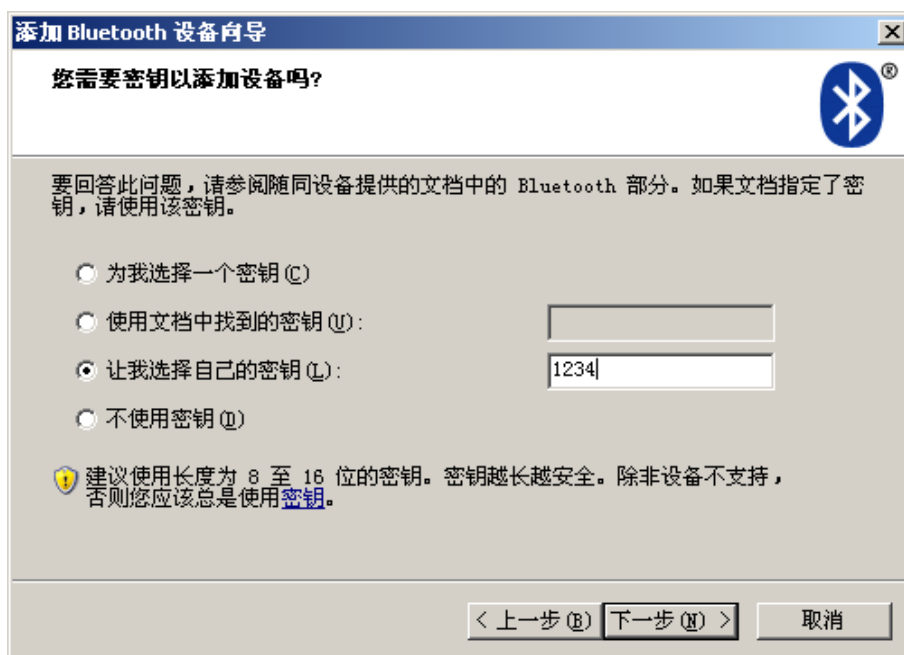 添加 Bluetooth 设备向导
您需要密钥以添加设备吗?
®
要回答此问题，请参阅随同设备提供的文档中的 Bluetooth 部分。如果文档指定了密
钥，请使用该密钥。
为我选择一个密钥(C)
使用文档中找到的密钥(U):
让我选择自己的密钥(L): 1234
不使用密钥(D)
建议使用长度为 8 至 16 位的密钥。密钥越长越安全。除非设备不支持，
否则您应该总是使用密钥。
< 上一步(B) 下一步(N) > 取消